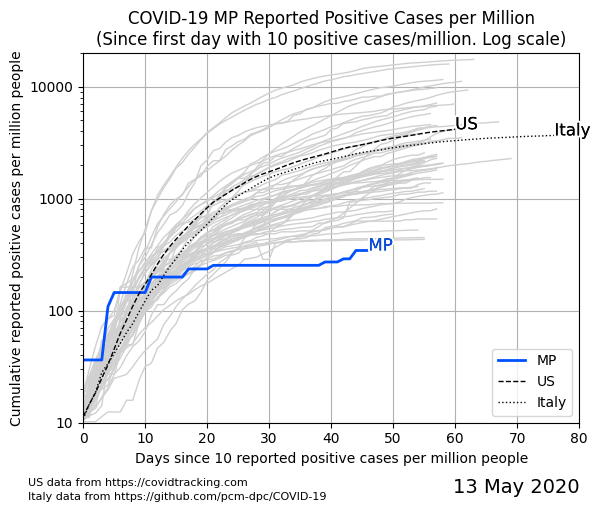 COVID-19 MP Reported Positive Cases per Million
(Since first day with 10 positive cases/million. Log scale)
Cumulative reported positive cases per million people
10000
1000
100
10
US
Italy
MP
MP
US
Italy
0 10 20 30 40 50 60 70 80
Days since 10 reported positive cases per million people
US data from https://covidtracking.com
Italy data from https://github.com/pcm-dpc/COVID-19
13 May 2020